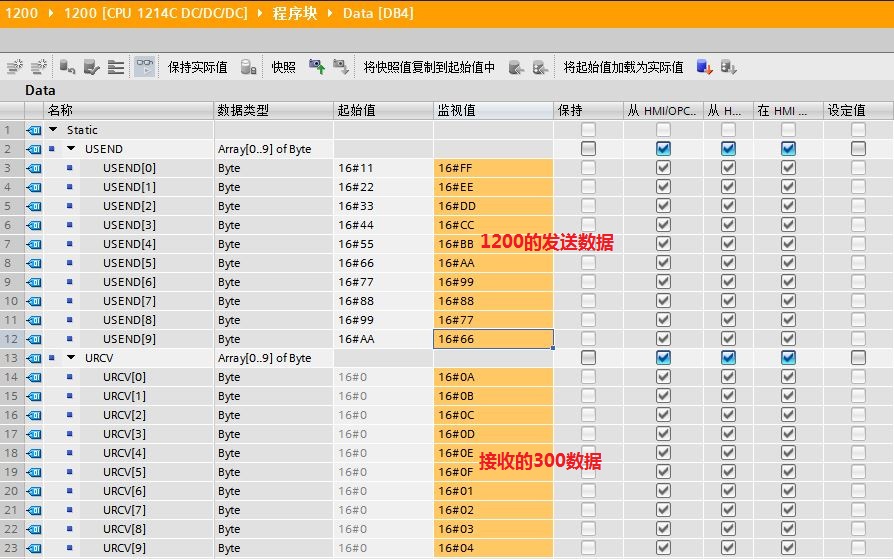 1200 ▸ 1200 [CPU 1214C DC/DC/DC] ▸ 程序块 ▸ Data [DB4]
保持实际值 快照 将快照值复制到起始值中 将起始值加载为实际值
Data
名称 数据类型 起始值 监视值 保持 从 HMI/OPC.. 从 H... 在 HMI ... 设定值
1 Static
2 USEND Array[0..9] of Byte
3 USEND[0] Byte 16#11 16#FF
4 USEND[1] Byte 16#22 16#EE
5 USEND[2] Byte 16#33 16#DD
6 USEND[3] Byte 16#44 16#CC
7 USEND[4] Byte 16#55 16#BB 1200的发送数据
8 USEND[5] Byte 16#66 16#AA
9 USEND[6] Byte 16#77 16#99
10 USEND[7] Byte 16#88 16#88
11 USEND[8] Byte 16#99 16#77
12 USEND[9] Byte 16#AA 16#66
13 URCV Array[0..9] of Byte
14 URCV[0] Byte 16#0 16#0A
15 URCV[1] Byte 16#0 16#0B
16 URCV[2] Byte 16#0 16#0C
17 URCV[3] Byte 16#0 16#0D
18 URCV[4] Byte 16#0 16#0E 接收的300数据
19 URCV[5] Byte 16#0 16#0F
20 URCV[6] Byte 16#0 16#01
21 URCV[7] Byte 16#0 16#02
22 URCV[8] Byte 16#0 16#03
23 URCV[9] Byte 16#0 16#04